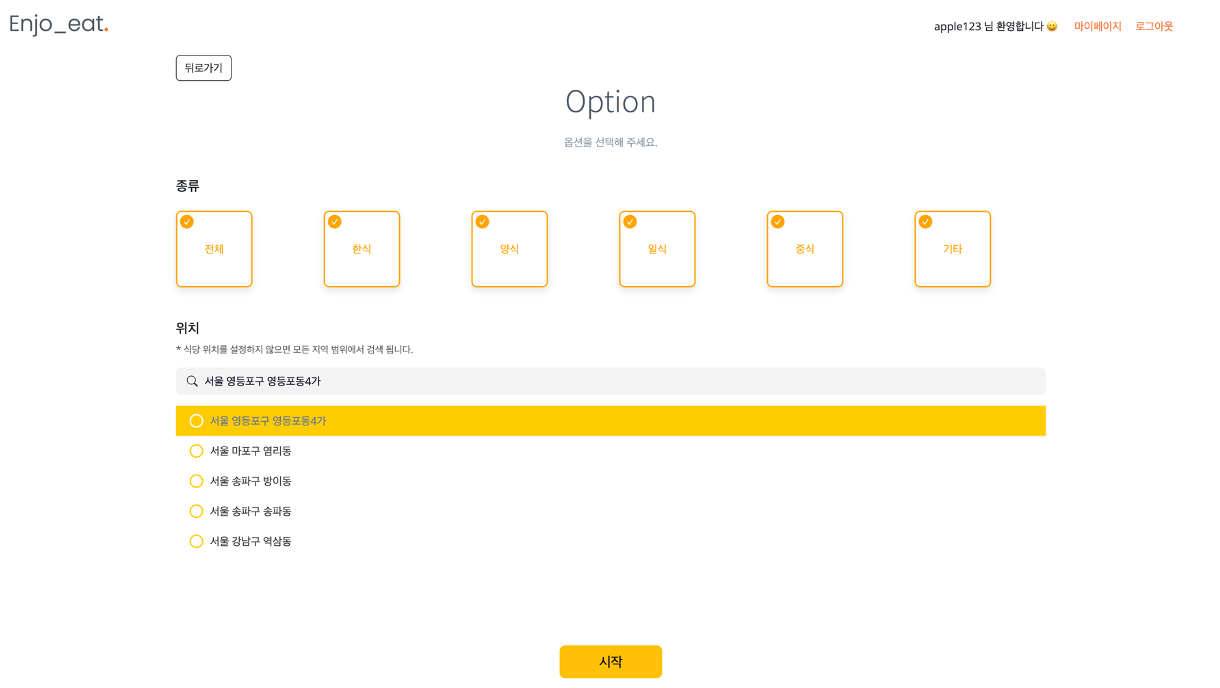 Enjo_eat.
apple123 님 환영합니다 😀 마이페이지 로그아웃
뒤로가기
Option
옵션을 선택해 주세요.
종류
전체 한식 양식 일식 중식 기타
위치
* 식당 위치를 설정하지 않으면 모든 지역 범위에서 검색 됩니다.
서울 영등포구 영등포동4가
서울 영등포구 영등포동4가
서울 마포구 염리동
서울 송파구 방이동
서울 송파구 송파동
서울 강남구 역삼동
시작